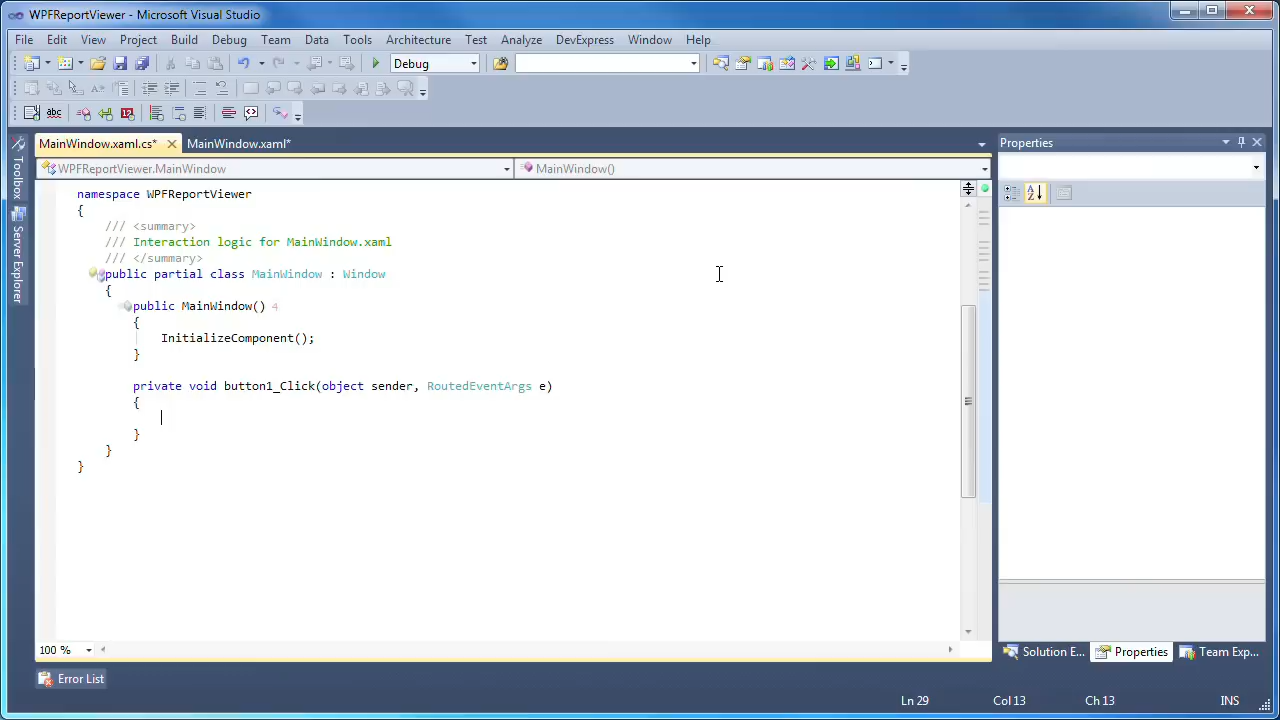 WPFReportViewer - Microsoft Visual Studio
File Edit View Project Build Debug Team Data Tools Architecture Test Analyze DevExpress Window Help
Debug
abc
MainWindow.xaml.cs* MainWindow.xaml*
Properties
WPFReportViewer.MainWindow MainWindow()
Toolbox
Server Explorer
namespace WPFReportViewer
{
/// <summary>
/// Interaction logic for MainWindow.xaml
/// </summary>
public partial class MainWindow : Window
{
public MainWindow() 4
{
InitializeComponent();
}
private void button1_Click(object sender, RoutedEventArgs e)
{
}
}
}
100 %
Solution E... Properties Team Exp...
Error List
Ln 29 Col 13 Ch 13 INS